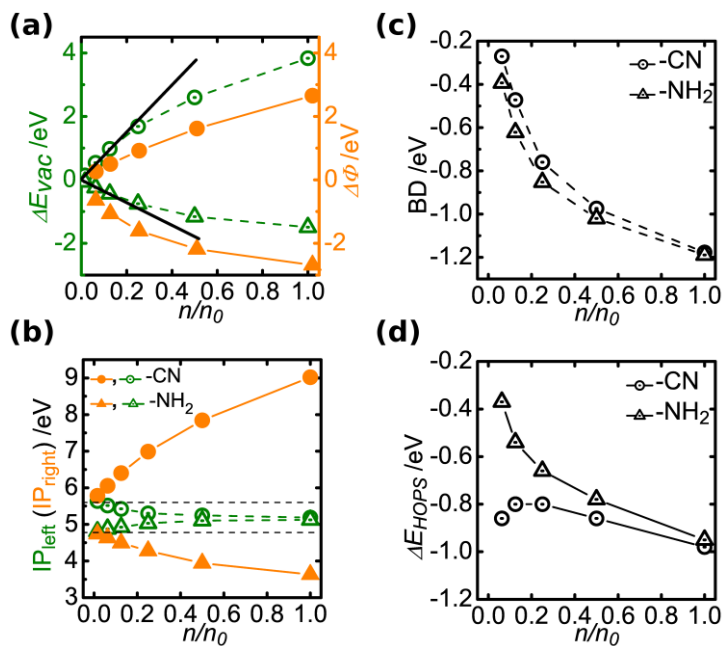 (a)
4
2
0
-2
ΔEvac /eV
4
2
0
-2
ΔΦ /eV
0.0 0.2 0.4 0.6 0.8 1.0
n/n0
(b)
9
8
7
6
5
4
3
IPleft (IPright) /eV
, -CN
, -NH2
0.0 0.2 0.4 0.6 0.8 1.0
n/n0
(c)
-0.2
-0.4
-0.6
-0.8
-1.0
-1.2
BD /eV
-CN
-NH2
0.0 0.2 0.4 0.6 0.8 1.0
n/n0
(d)
-0.2
-0.4
-0.6
-0.8
-1.0
-1.2
ΔEHOPS /eV
-CN
-NH2
0.0 0.2 0.4 0.6 0.8 1.0
n/n0